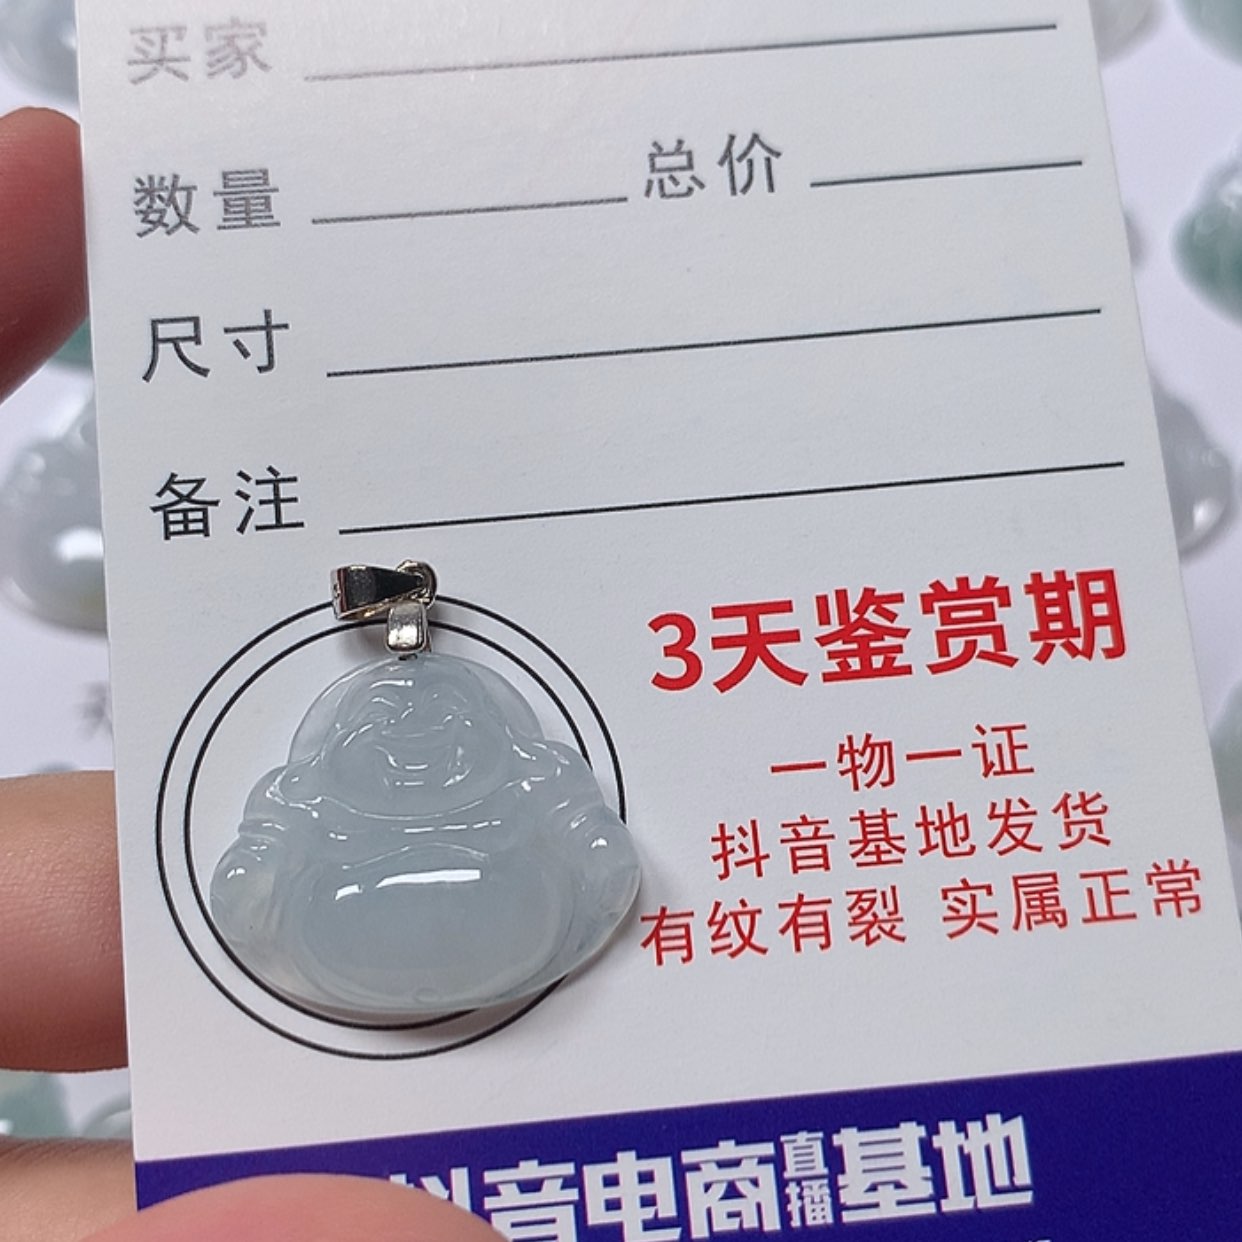 买家
数量 总价
尺寸
备注
3天鉴赏期
一物一证
抖音基地发货
有纹有裂 实属正常
抖音电商直播基地